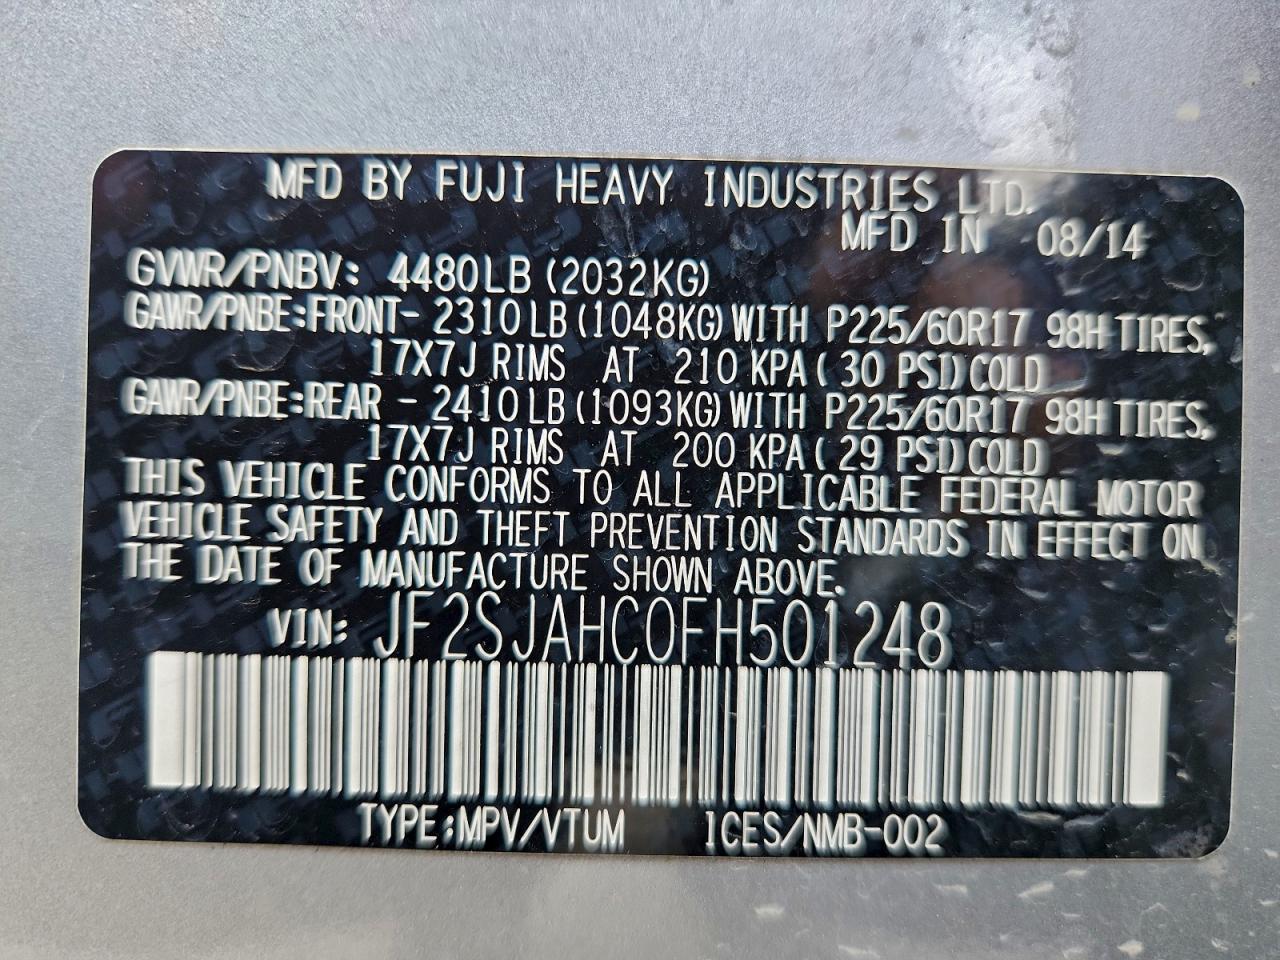 MFD BY FUJI HEAVY INDUSTRIES LTD.
MFD IN 08/14
GVWR/PNBV: 4480LB (2032KG)
GAWR/PNBE:FRONT- 2310LB (1048KG) WITH P225/60R17 98H TIRES,
17X7J RIMS AT 210 KPA ( 30 PSI) COLD
GAWR/PNBE:REAR - 2410LB (1093KG) WITH P225/60R17 98H TIRES,
17X7J RIMS AT 200 KPA ( 29 PSI) COLD
THIS VEHICLE CONFORMS TO ALL APPLICABLE FEDERAL MOTOR
VEHICLE SAFETY AND THEFT PREVENTION STANDARDS IN EFFECT ON
THE DATE OF MANUFACTURE SHOWN ABOVE.
VIN: JF2SJAHC0FH501248
TYPE:MPV/VTUM ICES/NMB-002